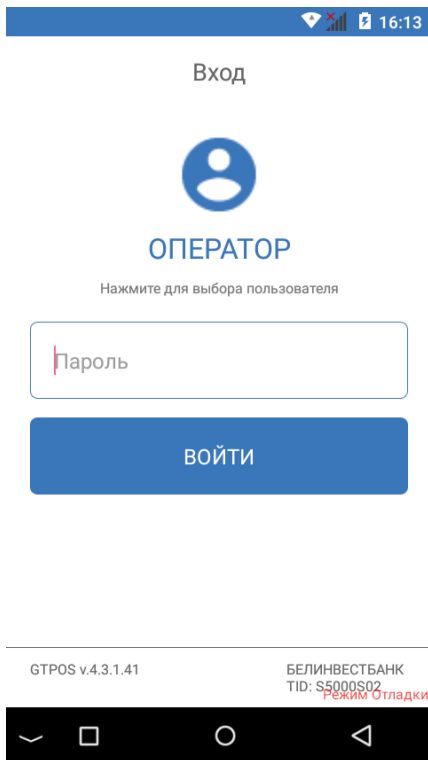 16:13
Вход
ОПЕРАТОР
Нажмите для выбора пользователя
Пароль
ВОЙТИ
GTPOS v.4.3.1.41
БЕЛИНВЕСТБАНК
TID: S5000S02
Режим Отладки